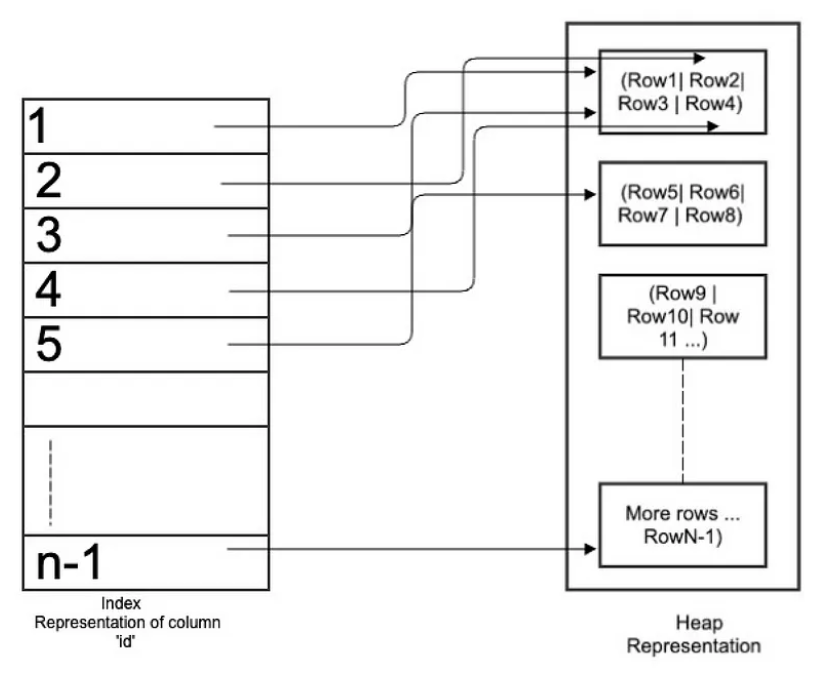 1
2
3
4
5
n-1
Index
Representation of column
'id'
(Row1| Row2|
Row3 | Row4)
(Row5| Row6|
Row7 | Row8)
(Row9 |
Row10| Row
11 ...)
More rows ...
RowN-1)
Heap
Representation